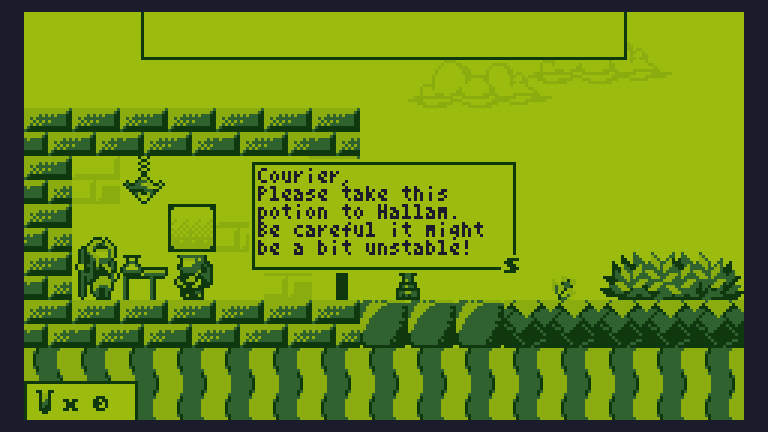 Courier,
Please take this
potion to Hallam.
Be careful it might
be a bit unstable!
S
x 0